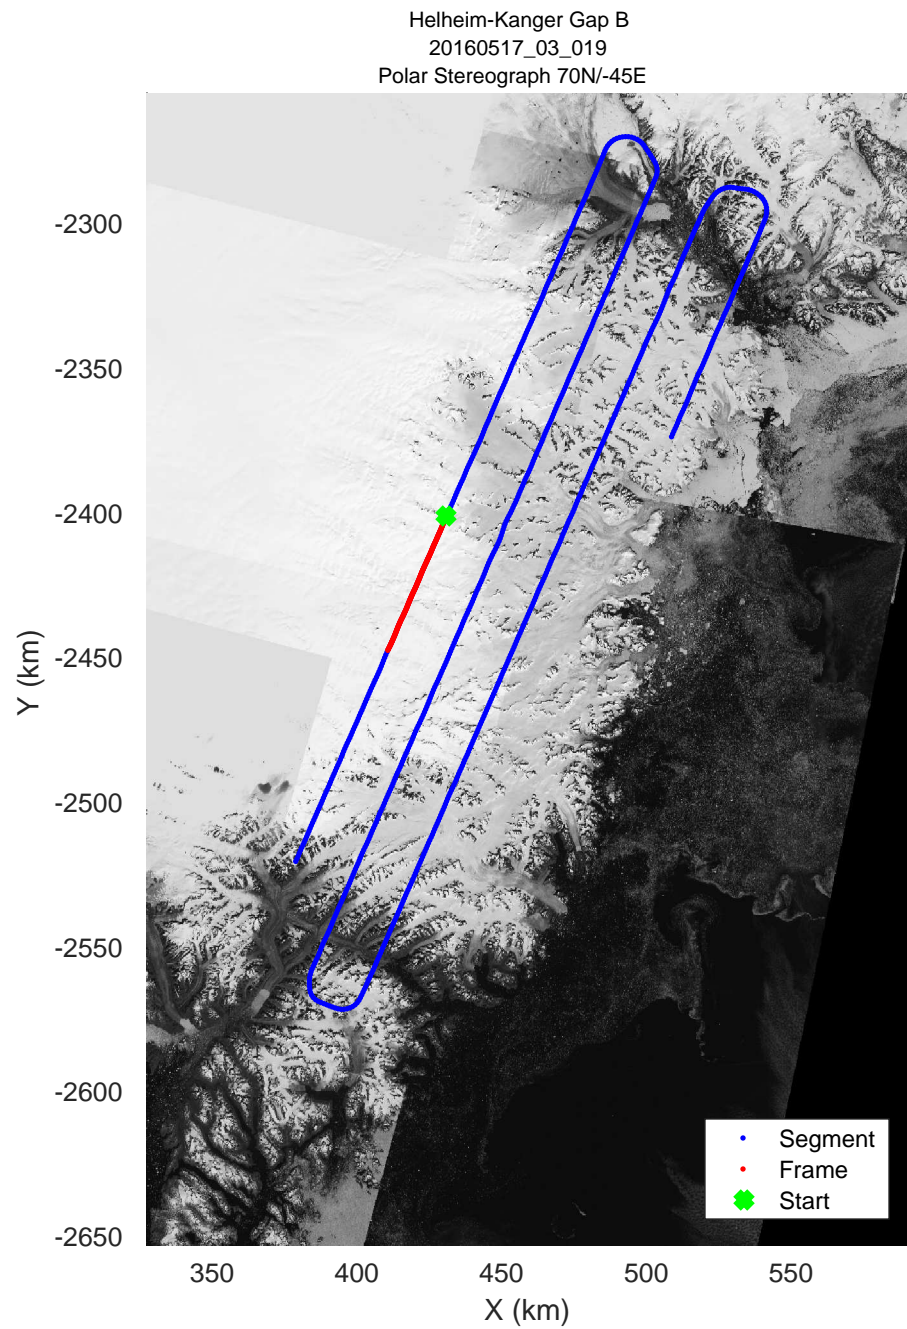 Helheim-Kanger Gap B
20160517_03_019
Polar Stereograph 70N/-45E
-2300
-2350
-2400
-2450
-2500
-2550
-2600
-2650
Y (km)
350
400
450
500
550
X (km)
Segment
Frame
Start